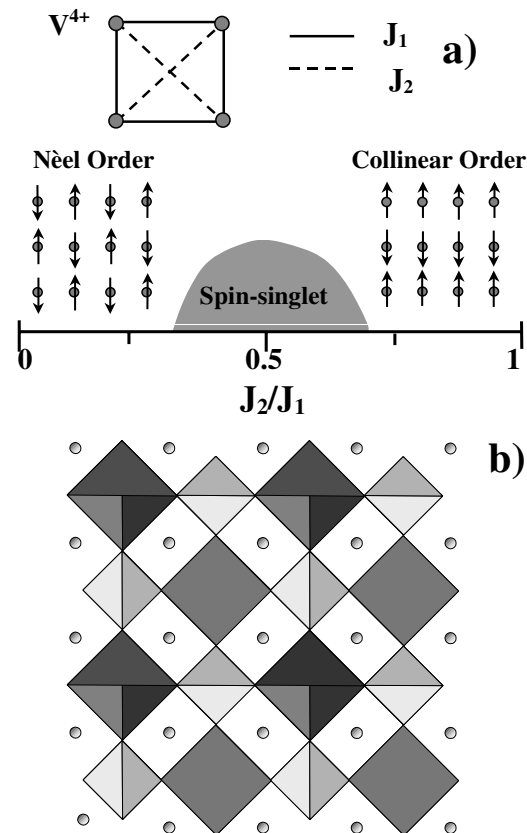 V4+
J1
J2
a)
Nèel Order
Collinear Order
Spin-singlet
0
0.5
1
J2/J1
b)